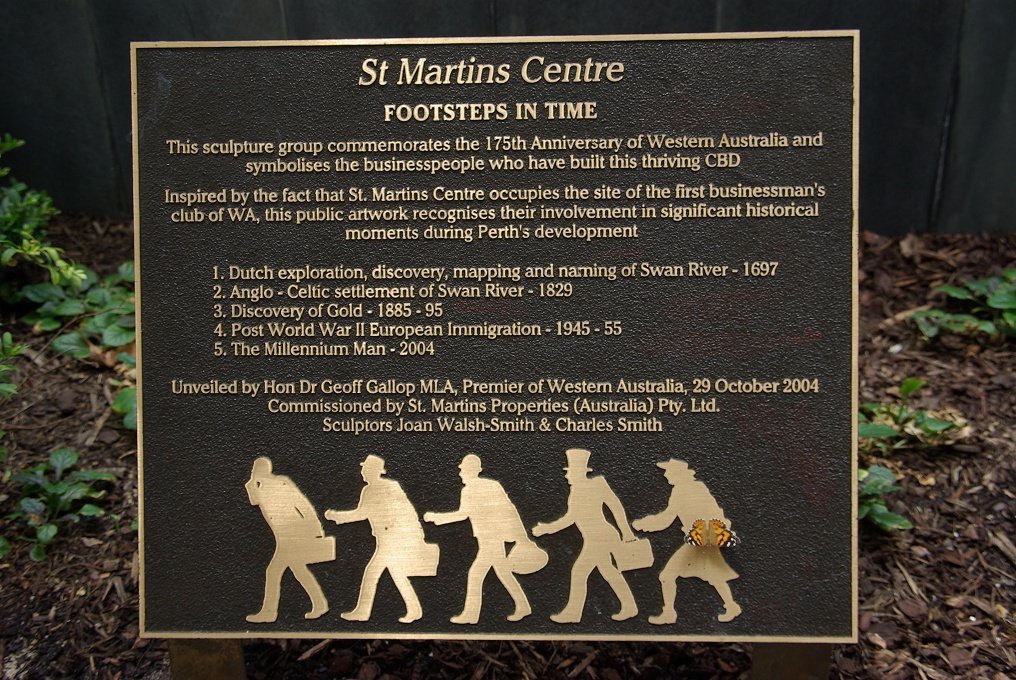 St Martins Centre
FOOTSTEPS IN TIME
This sculpture group commemorates the 175th Anniversary of Western Australia and
symbolises the businesspeople who have built this thriving CBD
Inspired by the fact that St. Martins Centre occupies the site of the first businessman's
club of WA, this public artwork recognises their involvement in significant historical
moments during Perth's development
1. Dutch exploration, discovery, mapping and naming of Swan River - 1697
2. Anglo - Celtic settlement of Swan River - 1829
3. Discovery of Gold - 1885 - 95
4. Post World War II European Immigration - 1945 - 55
5. The Millennium Man - 2004
Unveiled by Hon Dr Geoff Gallop MLA, Premier of Western Australia, 29 October 2004
Commissioned by St. Martins Properties (Australia) Pty. Ltd.
Sculptors Joan Walsh-Smith & Charles Smith